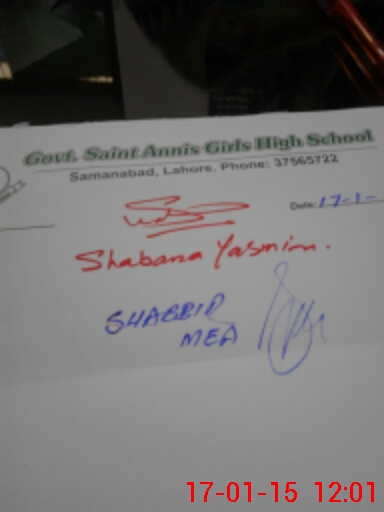 Govt. Saint Annis Girls High School
Samanabad, Lahore. Phone: 37565722
Date: 17-1-
Shabana Yasmim.
SHABBIR
MEA
17-01-15 12:01